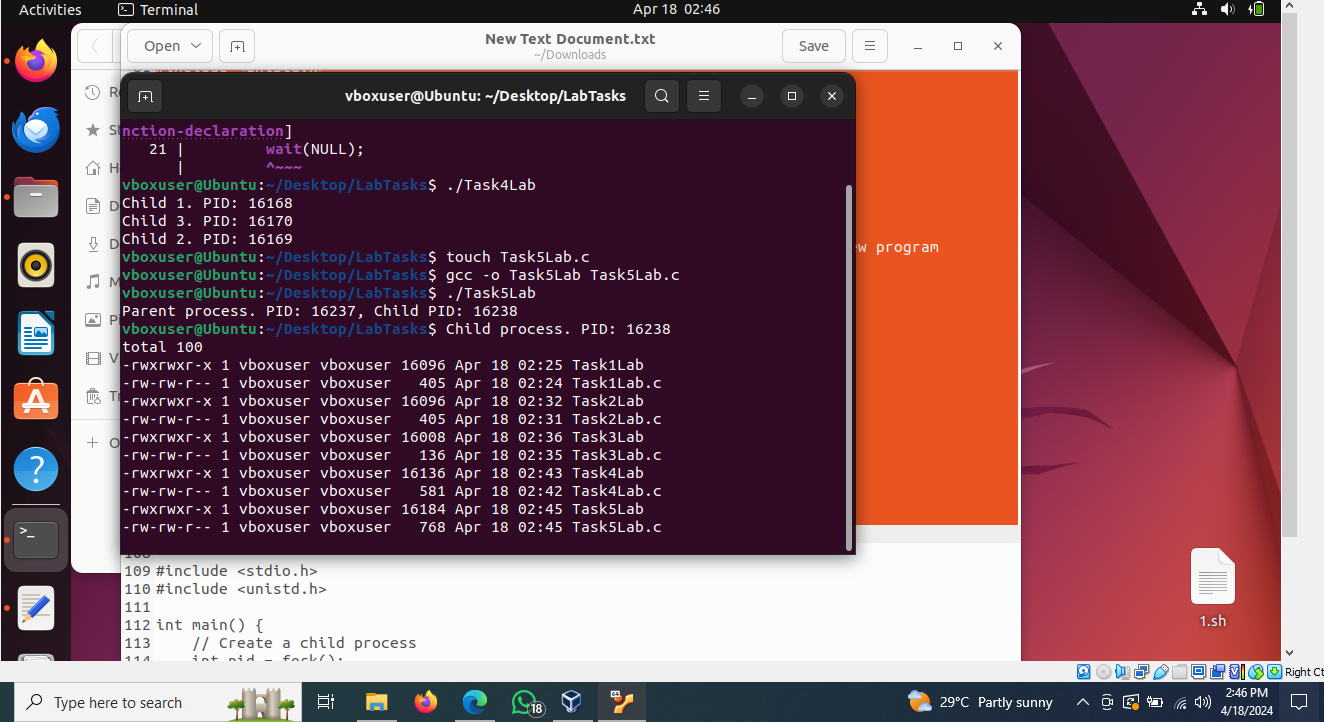 Activities
Terminal
Apr 18 02:46
Open
New Text Document.txt
~/Downloads
Save
vboxuser@Ubuntu: ~/Desktop/LabTasks
nction-declaration]
21 | wait(NULL);
| ^~~~
vboxuser@Ubuntu:~/Desktop/LabTasks$ ./Task4Lab
Child 1. PID: 16168
Child 3. PID: 16170
Child 2. PID: 16169
vboxuser@Ubuntu:~/Desktop/LabTasks$ touch Task5Lab.c
vboxuser@Ubuntu:~/Desktop/LabTasks$ gcc -o Task5Lab Task5Lab.c
vboxuser@Ubuntu:~/Desktop/LabTasks$ ./Task5Lab
Parent process. PID: 16237, Child PID: 16238
vboxuser@Ubuntu:~/Desktop/LabTasks$ Child process. PID: 16238
total 100
-rwxrwxr-x 1 vboxuser vboxuser 16096 Apr 18 02:25 Task1Lab
-rw-rw-r-- 1 vboxuser vboxuser 405 Apr 18 02:24 Task1Lab.c
-rwxrwxr-x 1 vboxuser vboxuser 16096 Apr 18 02:32 Task2Lab
-rw-rw-r-- 1 vboxuser vboxuser 405 Apr 18 02:31 Task2Lab.c
-rwxrwxr-x 1 vboxuser vboxuser 16008 Apr 18 02:36 Task3Lab
-rw-rw-r-- 1 vboxuser vboxuser 136 Apr 18 02:35 Task3Lab.c
-rwxrwxr-x 1 vboxuser vboxuser 16136 Apr 18 02:43 Task4Lab
-rw-rw-r-- 1 vboxuser vboxuser 581 Apr 18 02:42 Task4Lab.c
-rwxrwxr-x 1 vboxuser vboxuser 16184 Apr 18 02:45 Task5Lab
-rw-rw-r-- 1 vboxuser vboxuser 768 Apr 18 02:45 Task5Lab.c
ew program
109 #include <stdio.h>
110 #include <unistd.h>
111
112 int main() {
113 // Create a child process
114 int pid = fork();
1.sh
Right Ct
Type here to search
18
29°C Partly sunny
2:46 PM
4/18/2024